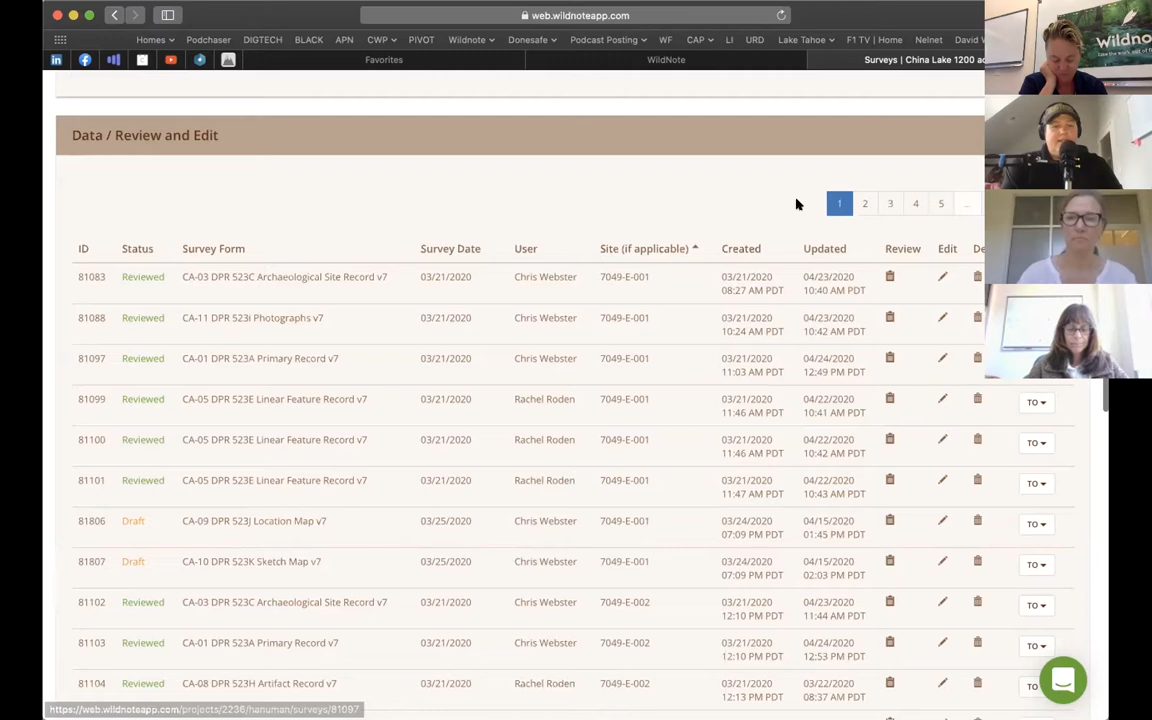 web.wildnoteapp.com
Homes Podchaser DIGTECH BLACK APN CWP PIVOT Wildnote Donesafe Podcast Posting WF CAP LI URD Lake Tahoe F1 TV | Home Nelnet David W
Favorites WildNote Surveys | China Lake 1200 ac
Wildno
Data / Review and Edit
1 2 3 4 5 ...
ID Status Survey Form Survey Date User Site (if applicable) Created Updated Review Edit De
81083 Reviewed CA-03 DPR 523C Archaeological Site Record v7 03/21/2020 Chris Webster 7049-E-001 03/21/2020 04/23/2020
08:27 AM PDT 10:40 AM PDT
81088 Reviewed CA-11 DPR 523i Photographs v7 03/21/2020 Chris Webster 7049-E-001 03/21/2020 04/23/2020
10:24 AM PDT 10:42 AM PDT
81097 Reviewed CA-01 DPR 523A Primary Record v7 03/21/2020 Chris Webster 7049-E-001 03/21/2020 04/24/2020
11:03 AM PDT 12:49 PM PDT
81099 Reviewed CA-05 DPR 523E Linear Feature Record v7 03/21/2020 Rachel Roden 7049-E-001 03/21/2020 04/22/2020 TO
11:46 AM PDT 10:41 AM PDT
81100 Reviewed CA-05 DPR 523E Linear Feature Record v7 03/21/2020 Rachel Roden 7049-E-001 03/21/2020 04/22/2020 TO
11:46 AM PDT 10:42 AM PDT
81101 Reviewed CA-05 DPR 523E Linear Feature Record v7 03/21/2020 Rachel Roden 7049-E-001 03/21/2020 04/22/2020 TO
11:47 AM PDT 10:43 AM PDT
81806 Draft CA-09 DPR 523J Location Map v7 03/25/2020 Chris Webster 7049-E-001 03/24/2020 04/15/2020 TO
07:09 PM PDT 01:45 PM PDT
81807 Draft CA-10 DPR 523K Sketch Map v7 03/25/2020 Chris Webster 7049-E-001 03/24/2020 04/15/2020 TO
07:09 PM PDT 02:03 PM PDT
81102 Reviewed CA-03 DPR 523C Archaeological Site Record v7 03/21/2020 Chris Webster 7049-E-002 03/21/2020 04/23/2020 TO
12:10 PM PDT 11:44 AM PDT
81103 Reviewed CA-01 DPR 523A Primary Record v7 03/21/2020 Chris Webster 7049-E-002 03/21/2020 04/24/2020 TO
12:10 PM PDT 12:53 PM PDT
81104 Reviewed CA-08 DPR 523H Artifact Record v7 03/21/2020 Rachel Roden 7049-E-002 03/21/2020 03/22/2020 TO
12:13 PM PDT 08:37 AM PDT
https://web.wildnoteapp.com/projects/2236/hanuman/surveys/81097